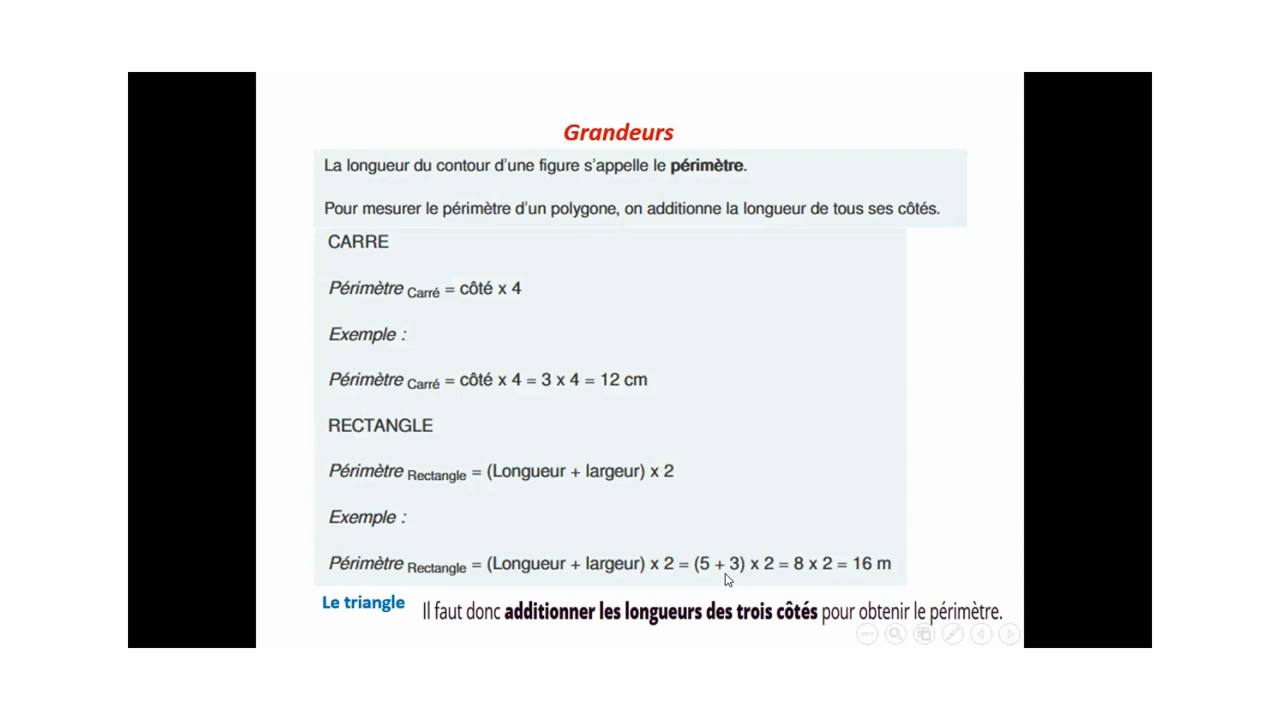 Grandeurs
La longueur du contour d'une figure s'appelle le périmètre.
Pour mesurer le périmètre d'un polygone, on additionne la longueur de tous ses côtés.
CARRE
Périmètre Carré = côté x 4
Exemple :
Périmètre Carré = côté x 4 = 3 x 4 = 12 cm
RECTANGLE
Périmètre Rectangle = (Longueur + largeur) x 2
Exemple :
Périmètre Rectangle = (Longueur + largeur) x 2 = (5 + 3) x 2 = 8 x 2 = 16 m
Le triangle Il faut donc additionner les longueurs des trois côtés pour obtenir le périmètre.